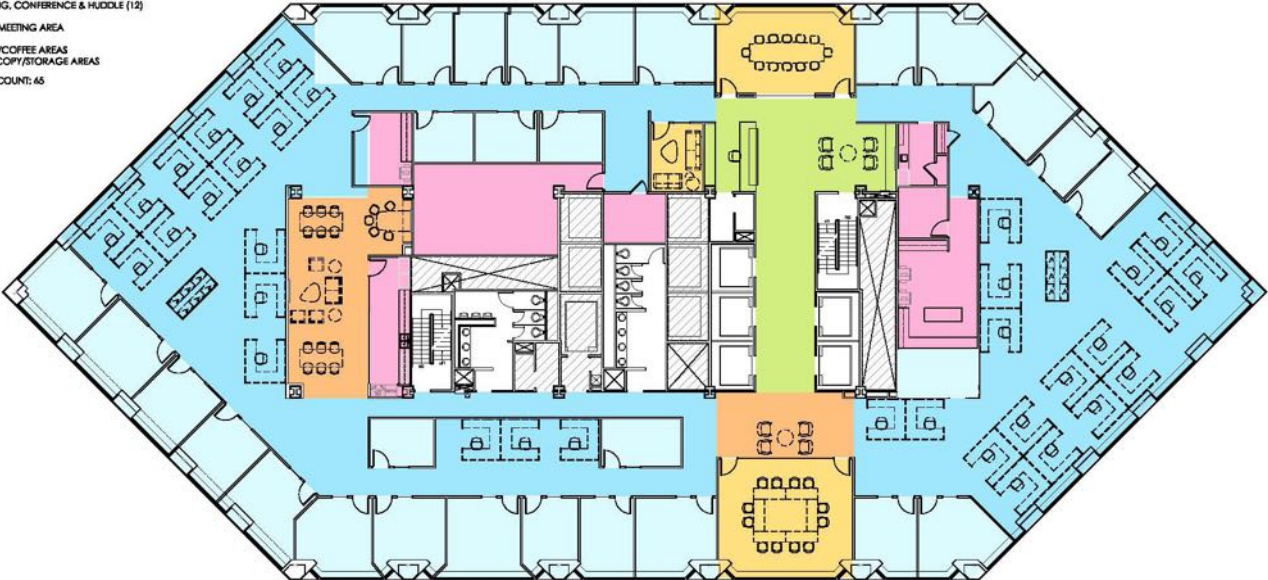 G, CONFERENCE & HUDDLE (12)
MEETING AREA
/COFFEE AREAS
COPY/STORAGE AREAS
COUNT: 65